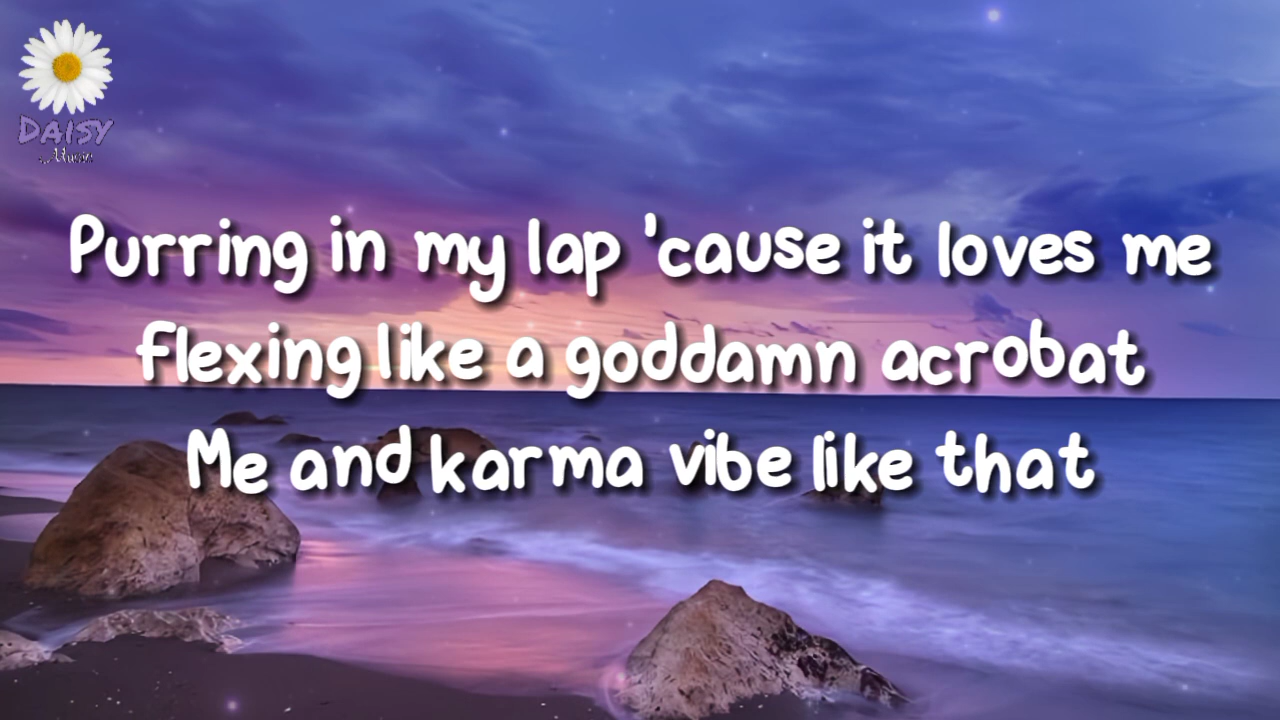 DAISY
Music
Purring in my lap 'cause it loves me
Flexing like a goddamn acrobat
Me and karma vibe like that